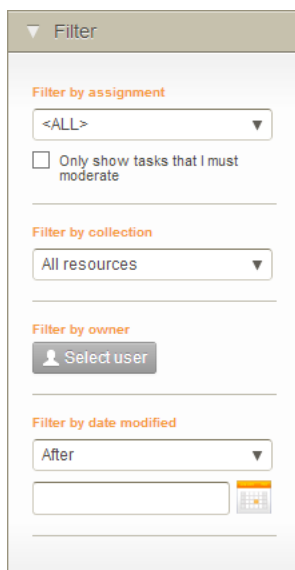 Filter
Filter by assignment
<ALL>
Only show tasks that I must
moderate
Filter by collection
All resources
Filter by owner
Select user
Filter by date modified
After